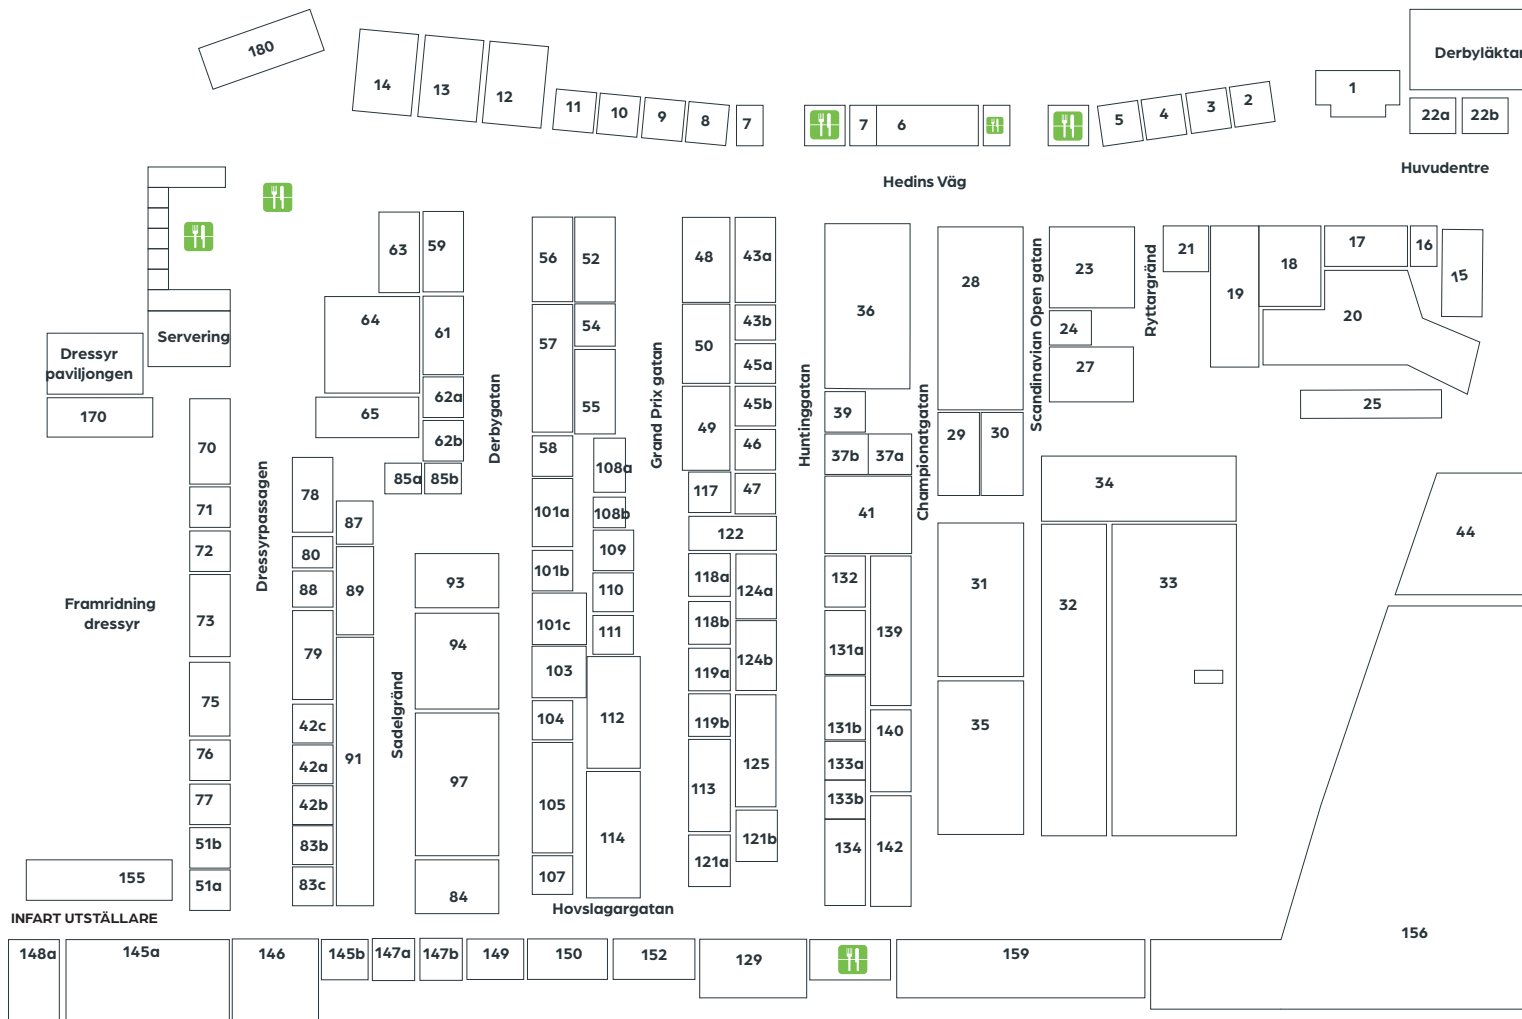 180
14
13
12
11
10
9
8
7
7
6
5
4
3
2
1
Derbyläktar
22a
22b
Hedins Väg
Huvudentre
Servering
Dressyr
paviljongen
170
63
59
64
61
65
62a
62b
85a
85b
Derbygatan
56
52
54
57
55
58
108a
108b
101a
101b
101c
109
110
111
103
104
112
105
114
107
Grand Prix gatan
48
43a
43b
50
45a
45b
49
46
117
47
122
118a
124a
118b
124b
119a
119b
113
125
121a
121b
Huntinggatan
36
39
37b
37a
41
132
139
131a
131b
140
133a
133b
134
142
Championatgatan
28
29
30
31
35
Scandinavian Open gatan
23
24
27
Ryttargränd
21
19
18
17
16
15
20
25
34
32
33
44
156
70
71
72
73
75
76
77
51b
51a
Dressyrpassagen
78
87
80
88
89
79
42c
42a
42b
91
83b
83c
Framridning
dressyr
Sadelgränd
93
94
97
84
155
INFART UTSTÄLLARE
Hovslagargatan
148a
145a
146
145b
147a
147b
149
150
152
129
159